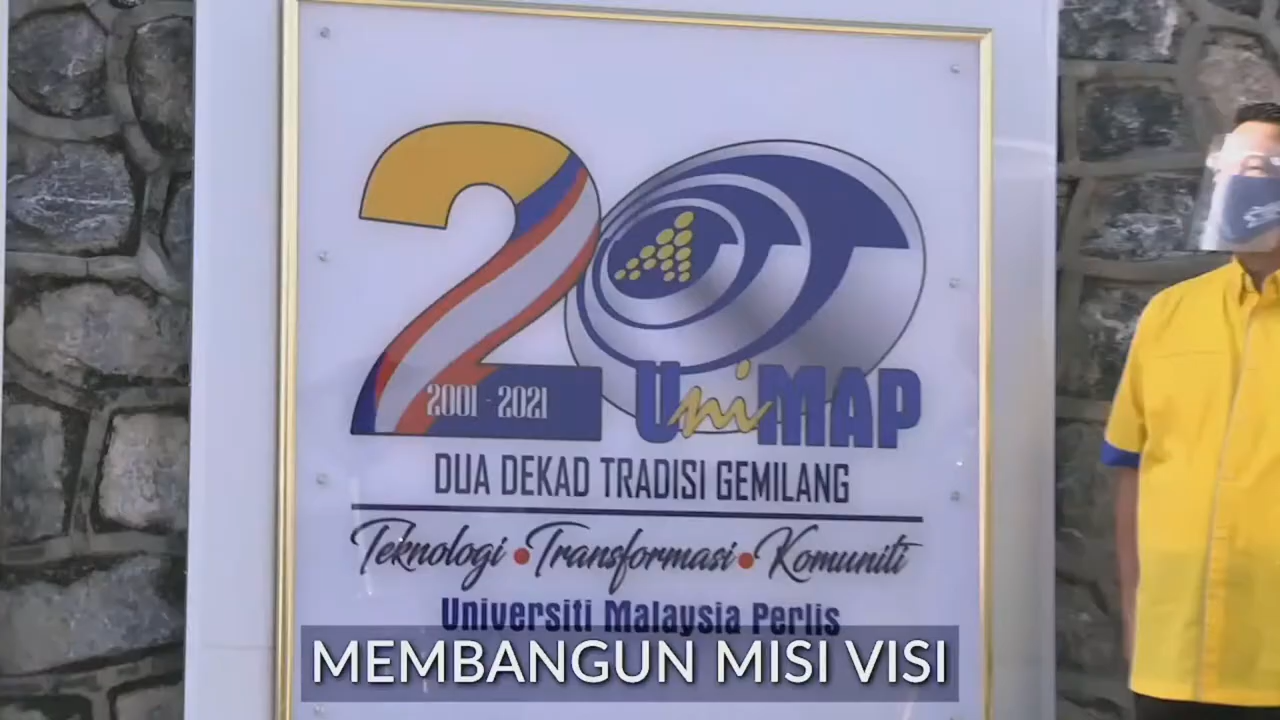 20
2001 - 2021
UniMAP
DUA DEKAD TRADISI GEMILANG
Teknologi • Transformasi • Komuniti
Universiti Malaysia Perlis
MEMBANGUN MISI VISI